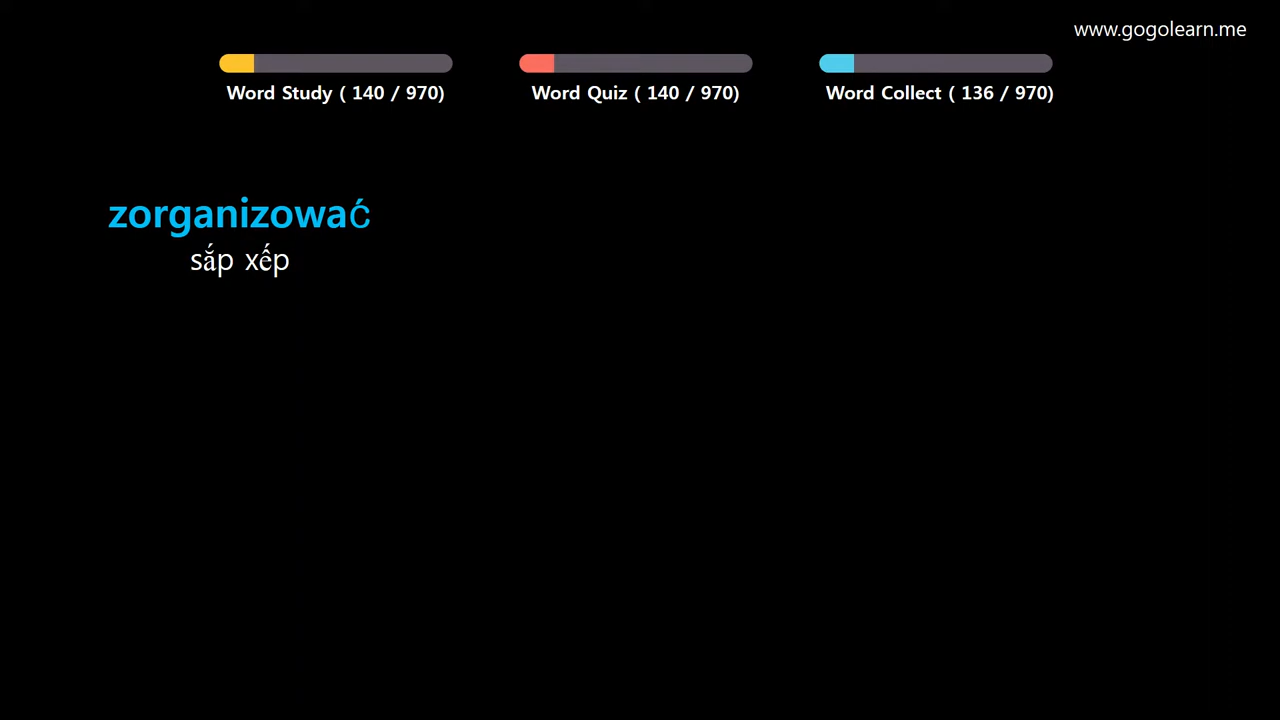 www.gogolearn.me
Word Study ( 140 / 970)
Word Quiz ( 140 / 970)
Word Collect ( 136 / 970)
zorganizować
sắp xếp